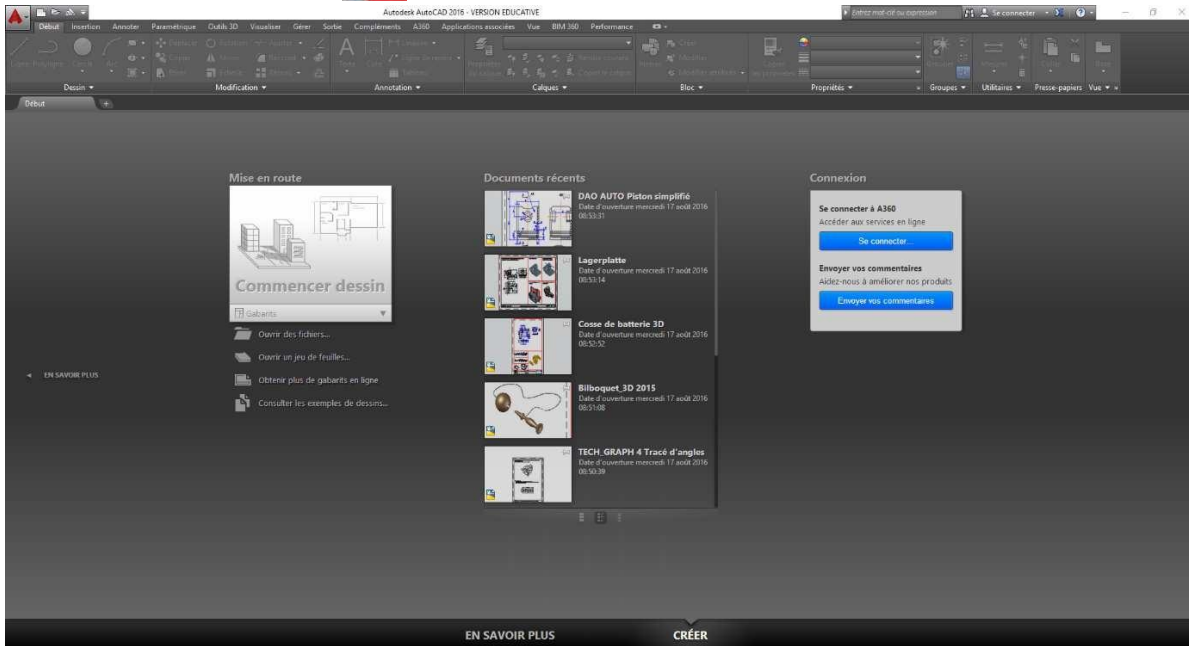 Autodesk AutoCAD 2016 - VERSION EDUCATIVE
Entrez mot-clé ou expression
Se connecter
Début Insertion Annoter Paramétrique Outils 3D Visualiser Gérer Sortie Compléments A360 Applications associées Vue BIM 360 Performance
Dessin Modification Annotation Calques Bloc Propriétés Groupes Utilitaires Presse-papiers Vue
Début
Mise en route
Commencer dessin
Gabarits
Ouvrir des fichiers...
Ouvrir un jeu de feuilles...
Obtenir plus de gabarits en ligne
Consulter les exemples de dessins...
EN SAVOIR PLUS
Documents récents
DAO AUTO Piston simplifié
Date d'ouverture mercredi 17 août 2016
08:53:31
Lagerplatte
Date d'ouverture mercredi 17 août 2016
08:53:14
Cosse de batterie 3D
Date d'ouverture mercredi 17 août 2016
08:52:52
Bilboquet_3D 2015
Date d'ouverture mercredi 17 août 2016
08:51:08
TECH_GRAPH 4 Tracé d'angles
Date d'ouverture mercredi 17 août 2016
08:50:39
Connexion
Se connecter à A360
Accéder aux services en ligne
Se connecter...
Envoyer vos commentaires
Aidez-nous à améliorer nos produits
Envoyer vos commentaires
EN SAVOIR PLUS
CRÉER